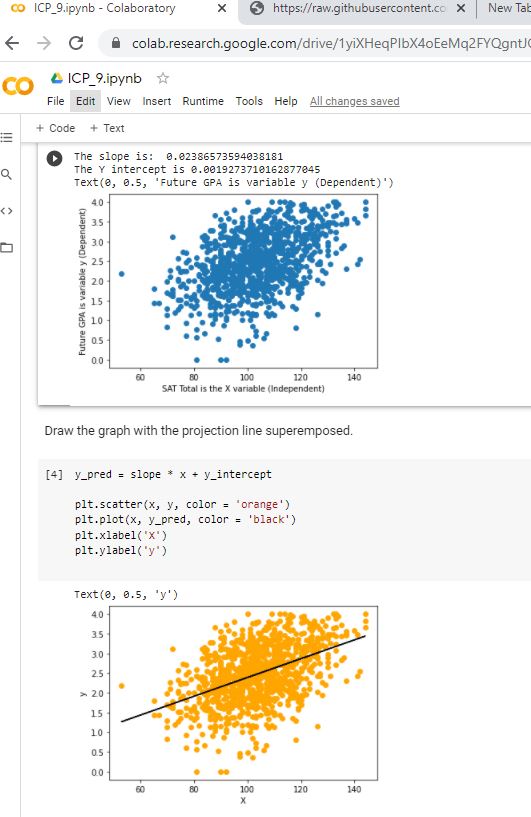 ICP_9.ipynb - Colaboratory
https://raw.githubusercontent.co
New Tab
colab.research.google.com/drive/1yiXHeqPIbX4oEeMq2FYQgntJ
ICP_9.ipynb
File Edit View Insert Runtime Tools Help All changes saved
+ Code + Text
The slope is:  0.02386573594038181
The Y intercept is 0.0019273710162877045
Text(0, 0.5, 'Future GPA is variable y (Dependent)')
Future GPA is variable y (Dependent)
4.0
3.5
3.0
2.5
2.0
1.5
1.0
0.5
0.0
60 80 100 120 140
SAT Total is the X variable (Independent)
Draw the graph with the projection line superemposed.
[4] y_pred = slope * x + y_intercept
plt.scatter(x, y, color = 'orange')
plt.plot(x, y_pred, color = 'black')
plt.xlabel('X')
plt.ylabel('y')
Text(0, 0.5, 'y')
y
4.0
3.5
3.0
2.5
2.0
1.5
1.0
0.5
0.0
60 80 100 120 140
X